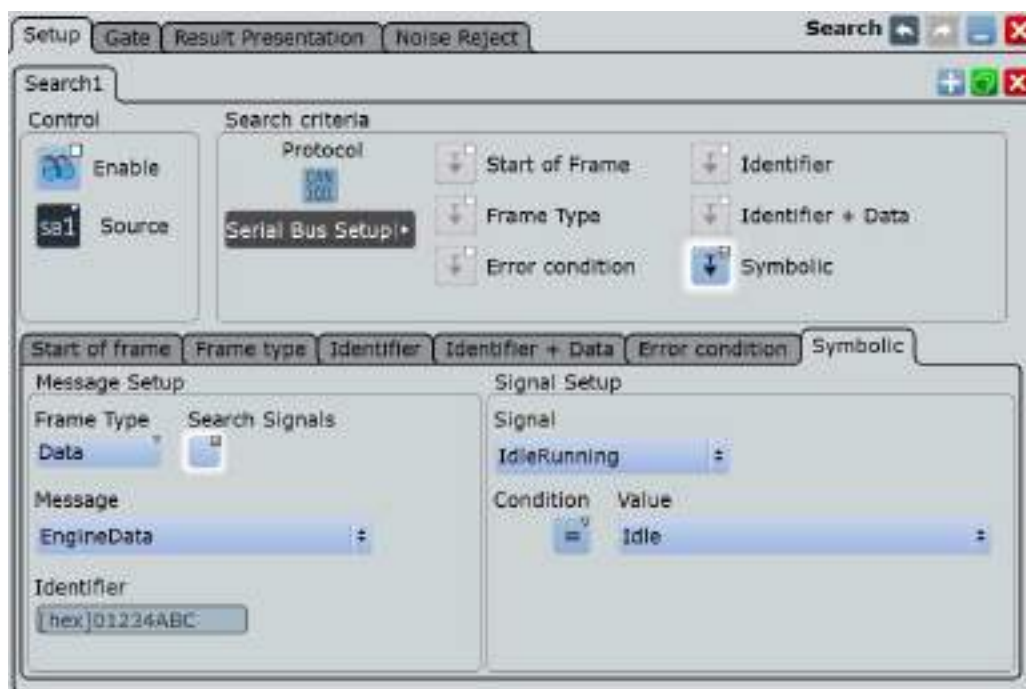 Setup Gate Result Presentation Noise Reject Search
Search1
Control Search criteria
Protocol
Enable Start of Frame Identifier
sa1 Source Serial Bus Setup Frame Type Identifier + Data
Error condition Symbolic
Start of frame Frame type Identifier Identifier + Data Error condition Symbolic
Message Setup Signal Setup
Frame Type Search Signals Signal
Data IdleRunning
Message Condition Value
EngineData = Idle
Identifier
[hex]01234ABC